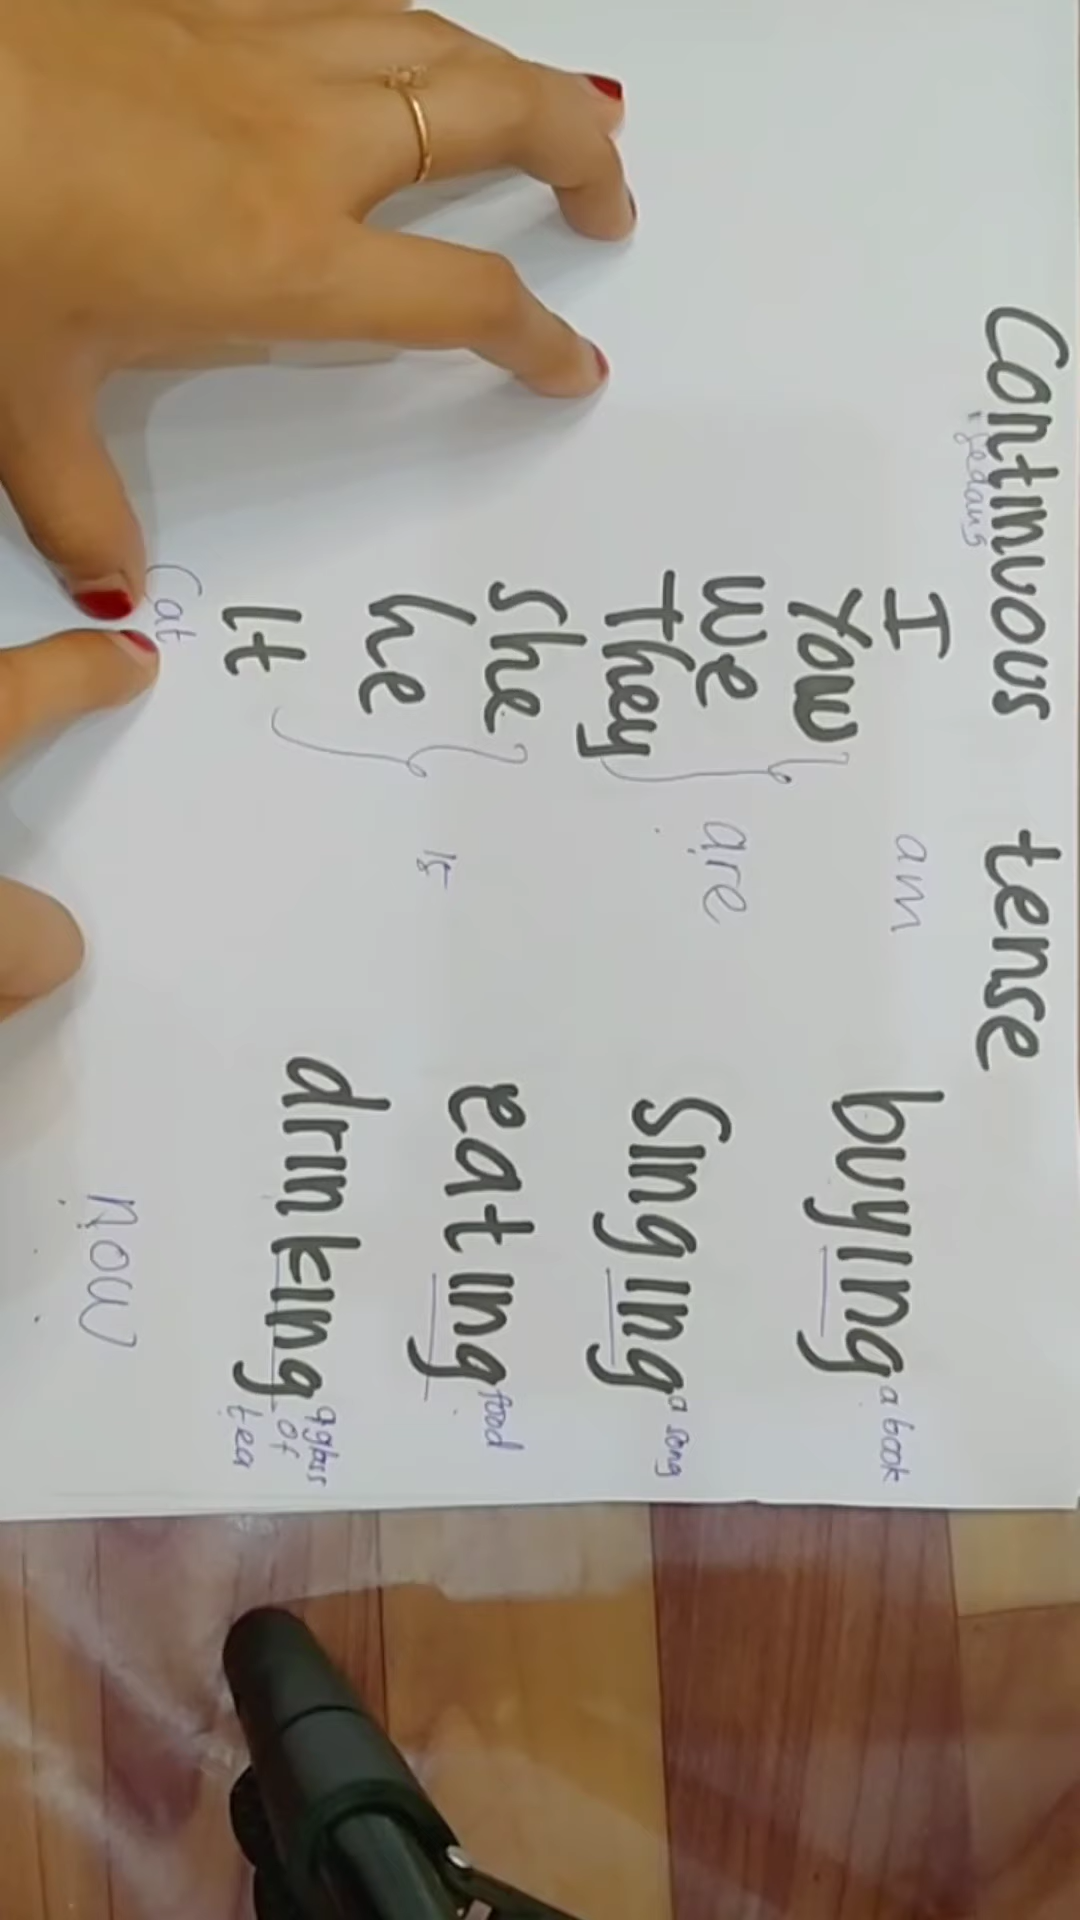 Continuous tense
: sedang
I am buying a book
You
we are singing a song
They
she is eating food
he
It drinking a glass of tea
Cat
now